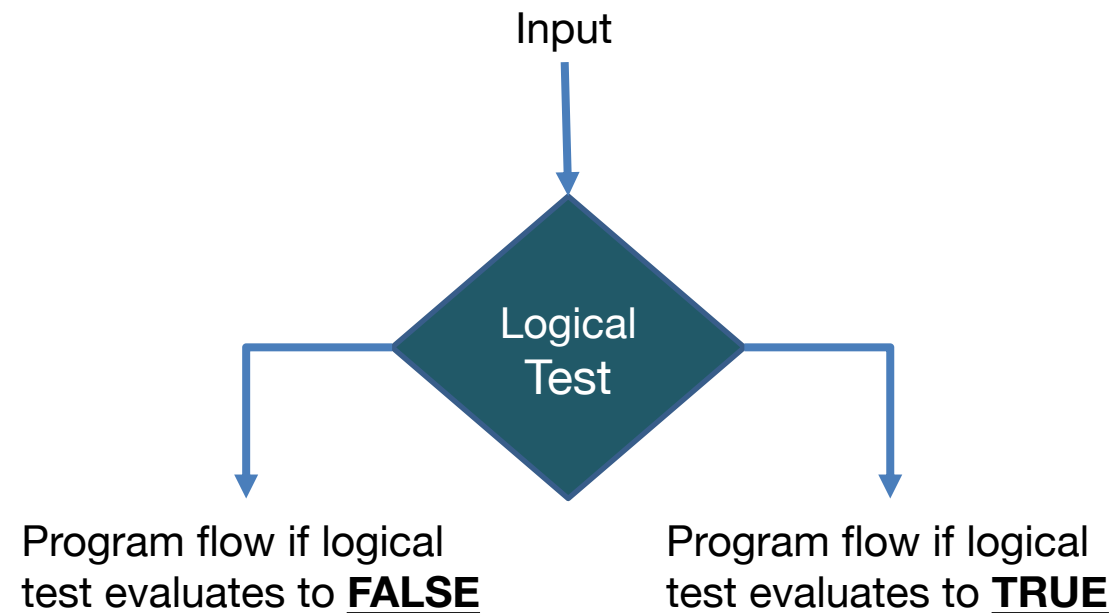 Input
Logical
Test
Program flow if logical
test evaluates to FALSE
Program flow if logical
test evaluates to TRUE